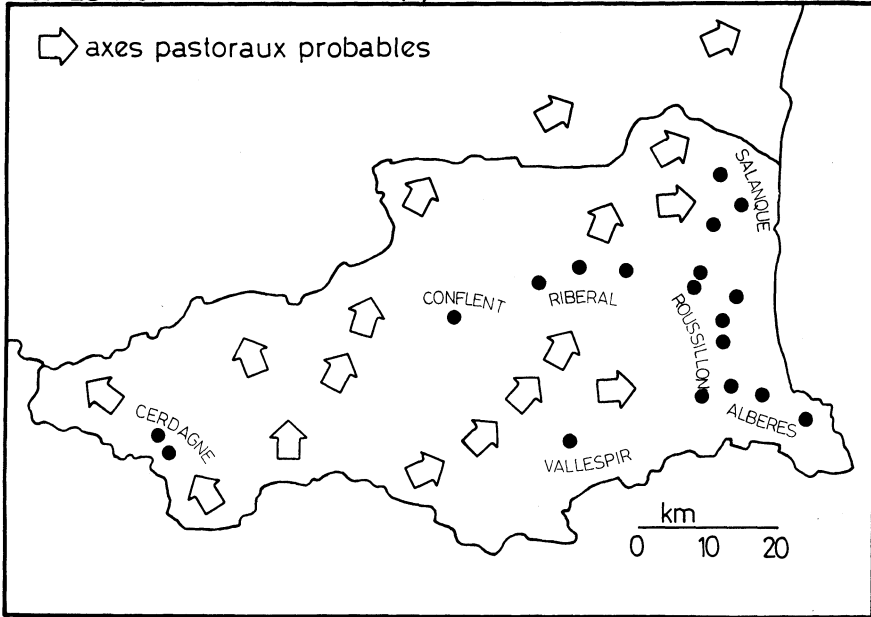 axes pastoraux probables
SALANQUE
CONFLENT
RIBERAL
ROUSSILLON
CERDAGNE
ALBERES
VALLESPIR
km
0 10 20